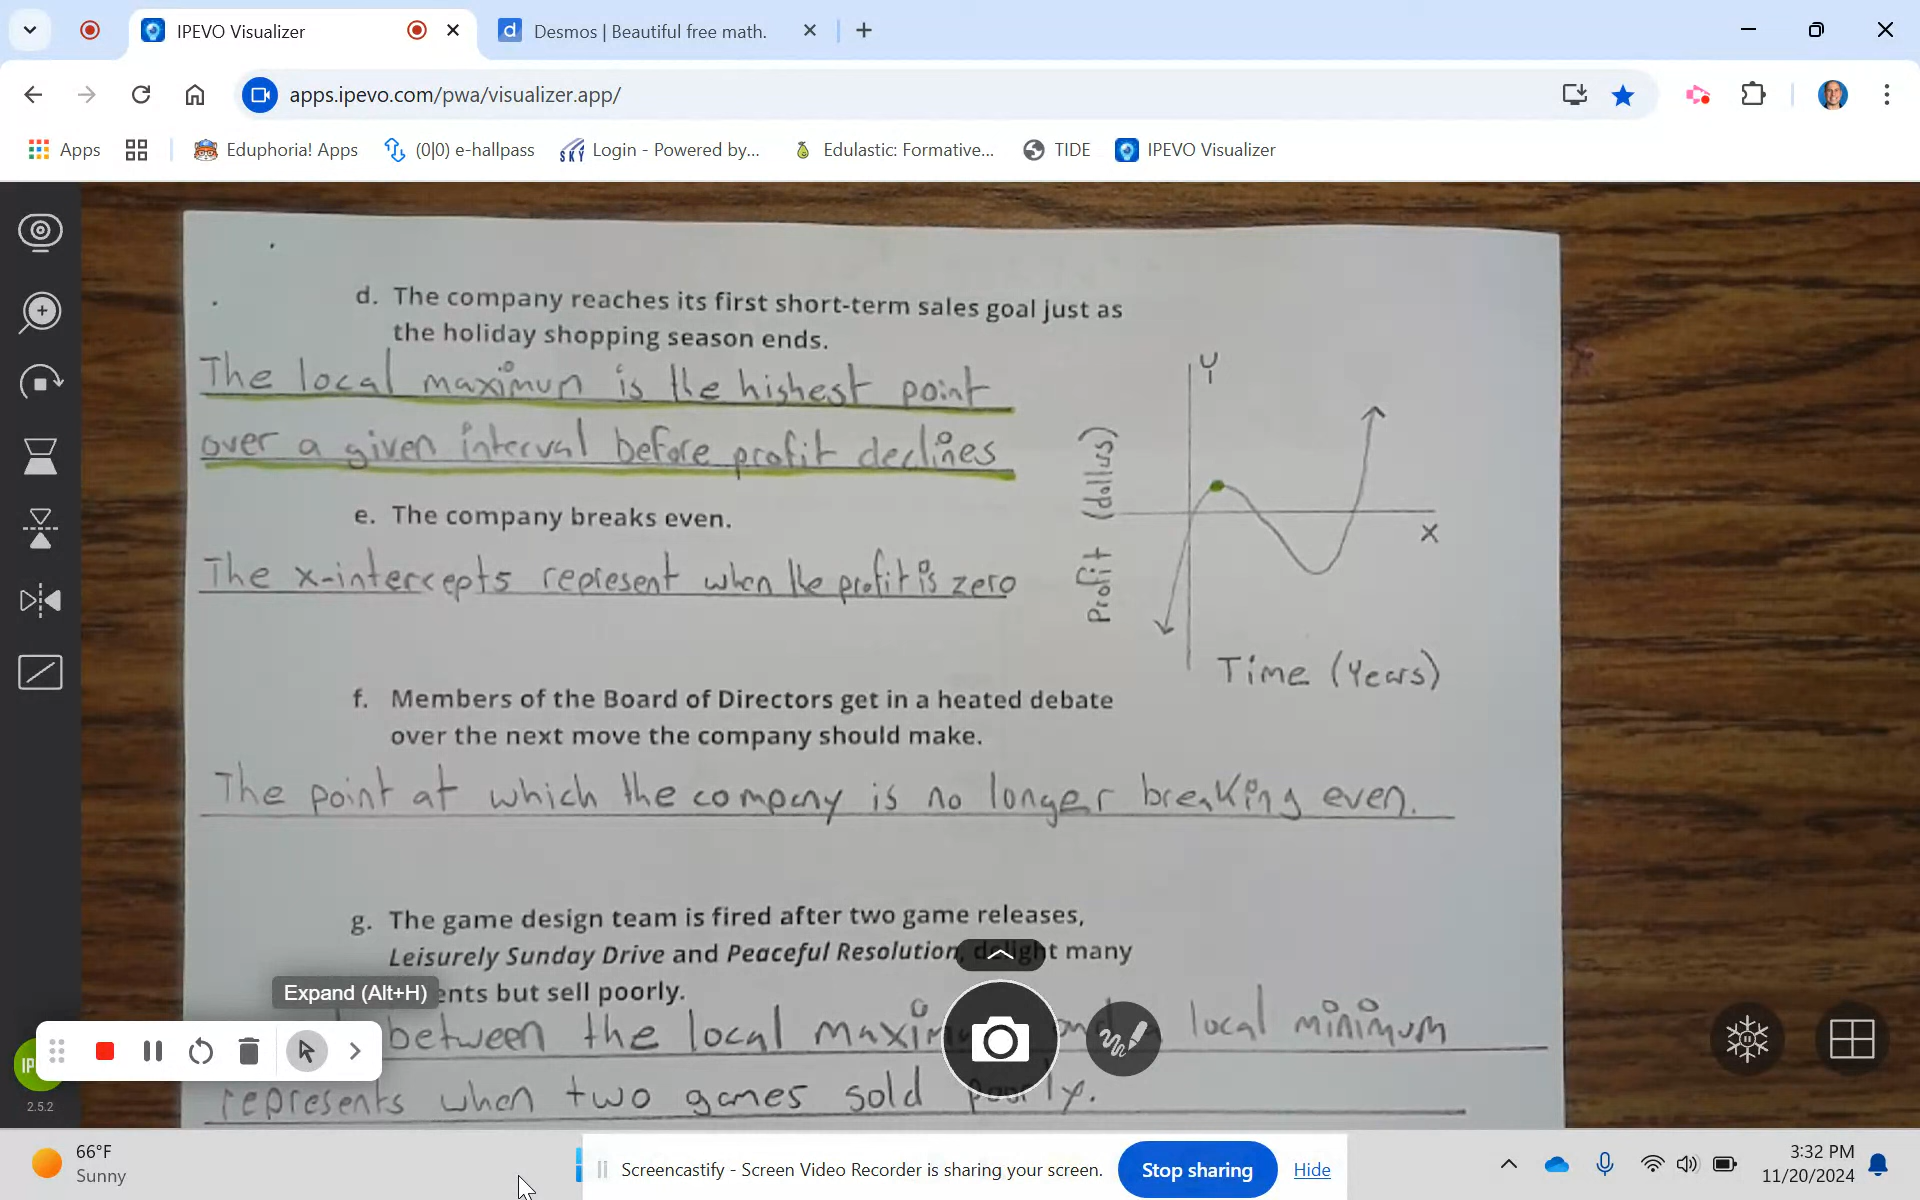 IPEVO Visualizer
Desmos | Beautiful free math.
apps.ipevo.com/pwa/visualizer.app/
Apps
Eduphoria! Apps
(0|0) e-hallpass
Login - Powered by...
Edulastic: Formative...
TIDE
IPEVO Visualizer
d. The company reaches its first short-term sales goal just as
the holiday shopping season ends.
The local maximum is the highest point
over a given interval before profit declines
e. The company breaks even.
The x-intercepts represent when the profit is zero
y
Profit (dollars)
x
Time (Years)
f. Members of the Board of Directors get in a heated debate
over the next move the company should make.
The point at which the company is no longer breaking even.
g. The game design team is fired after two game releases,
Leisurely Sunday Drive and Peaceful Resolution, delight many
ents but sell poorly.
between the local and local minimum
represents when two games sold poorly.
Expand (Alt+H)
2.5.2
66°F
Sunny
Screencastify - Screen Video Recorder is sharing your screen.
Stop sharing
Hide
3:32 PM
11/20/2024